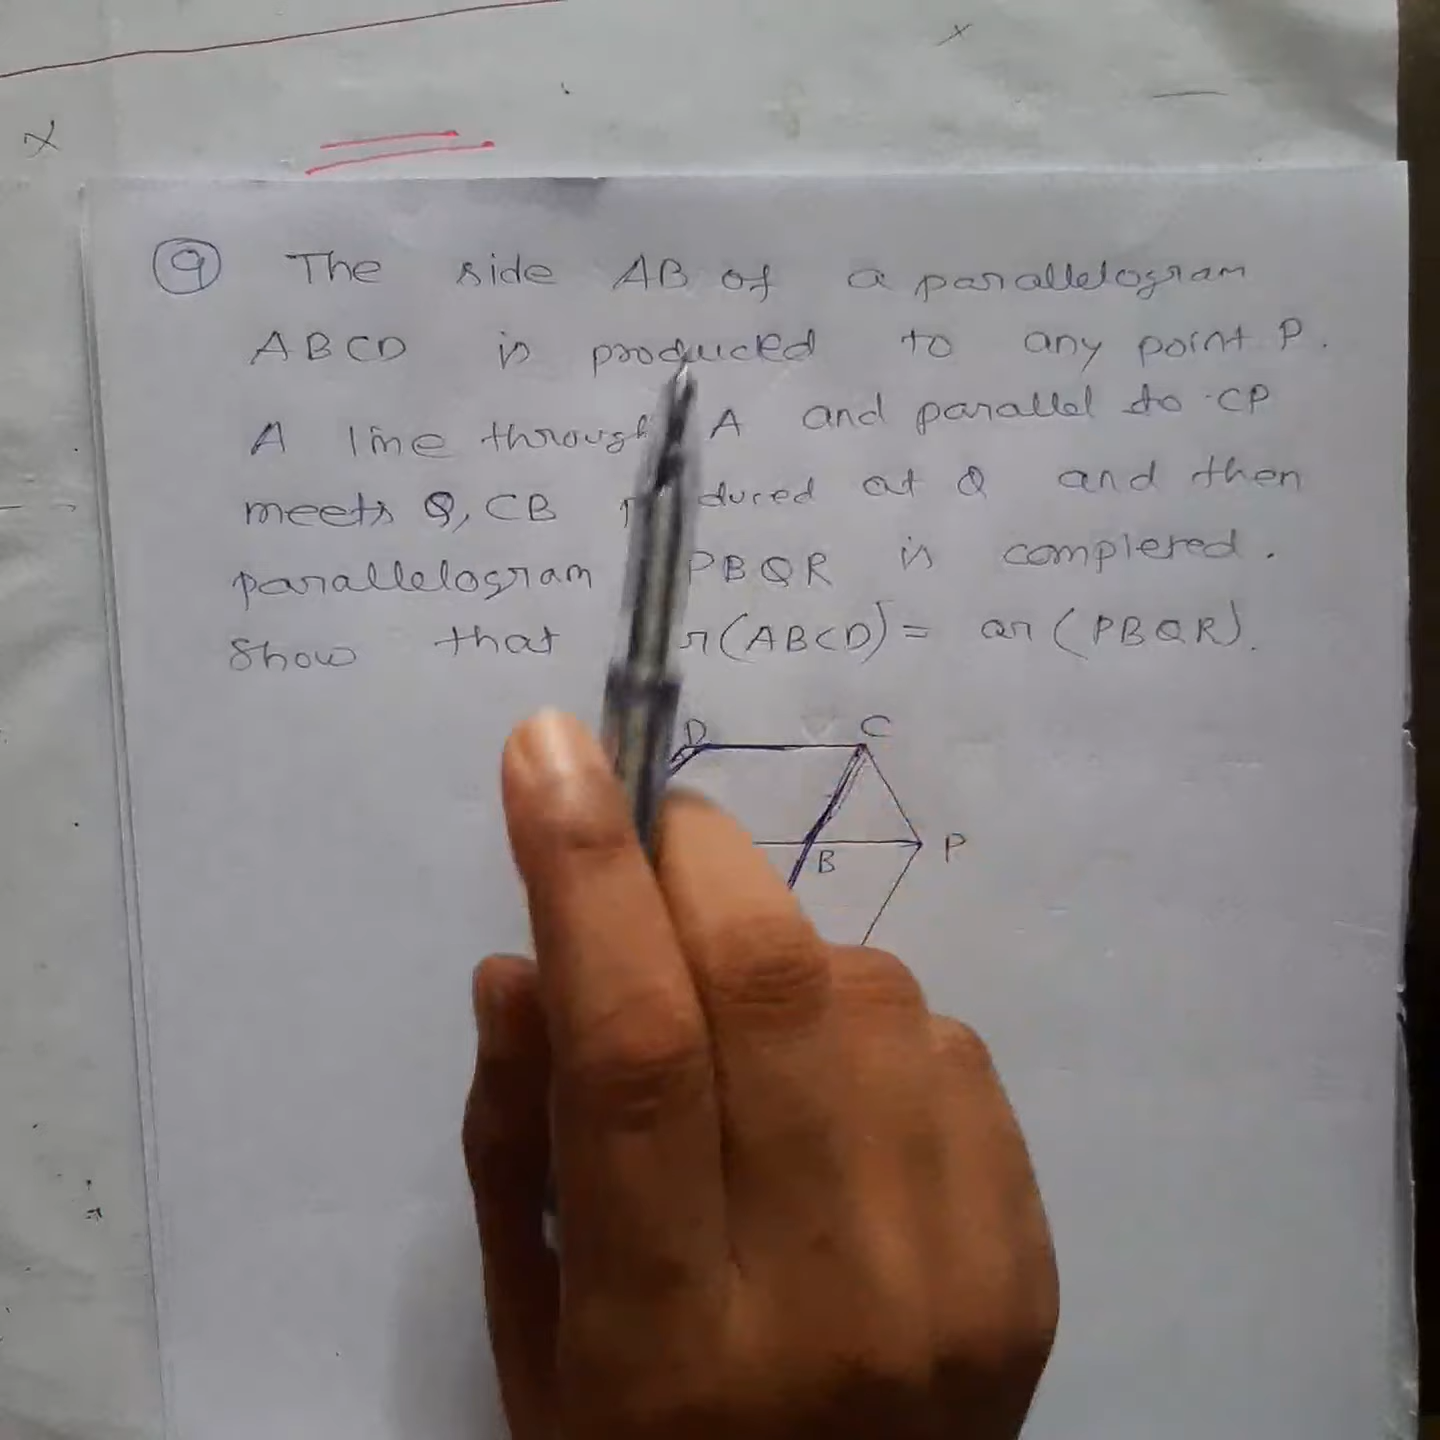 9 The side AB of a parallelogram
ABCD is produced to any point P.
A line through A and parallel to CP
meets Q, CB duced at Q and then
parallelogram PBQR is completed.
Show that r(ABCD) = ar (PBQR).
D C
B P